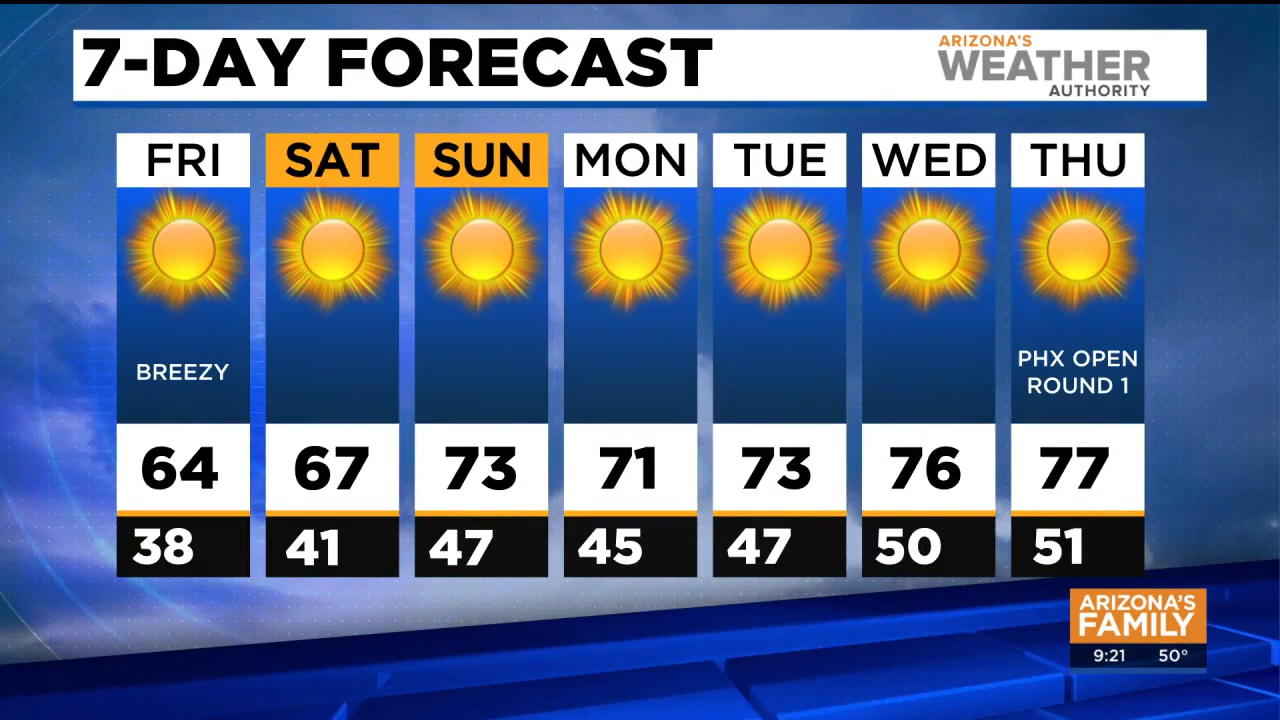 7-DAY FORECAST
ARIZONA'S
WEATHER
AUTHORITY
FRI SAT SUN MON TUE WED THU
BREEZY
PHX OPEN
ROUND 1
64 67 73 71 73 76 77
38 41 47 45 47 50 51
ARIZONA'S
FAMILY
9:21 50°